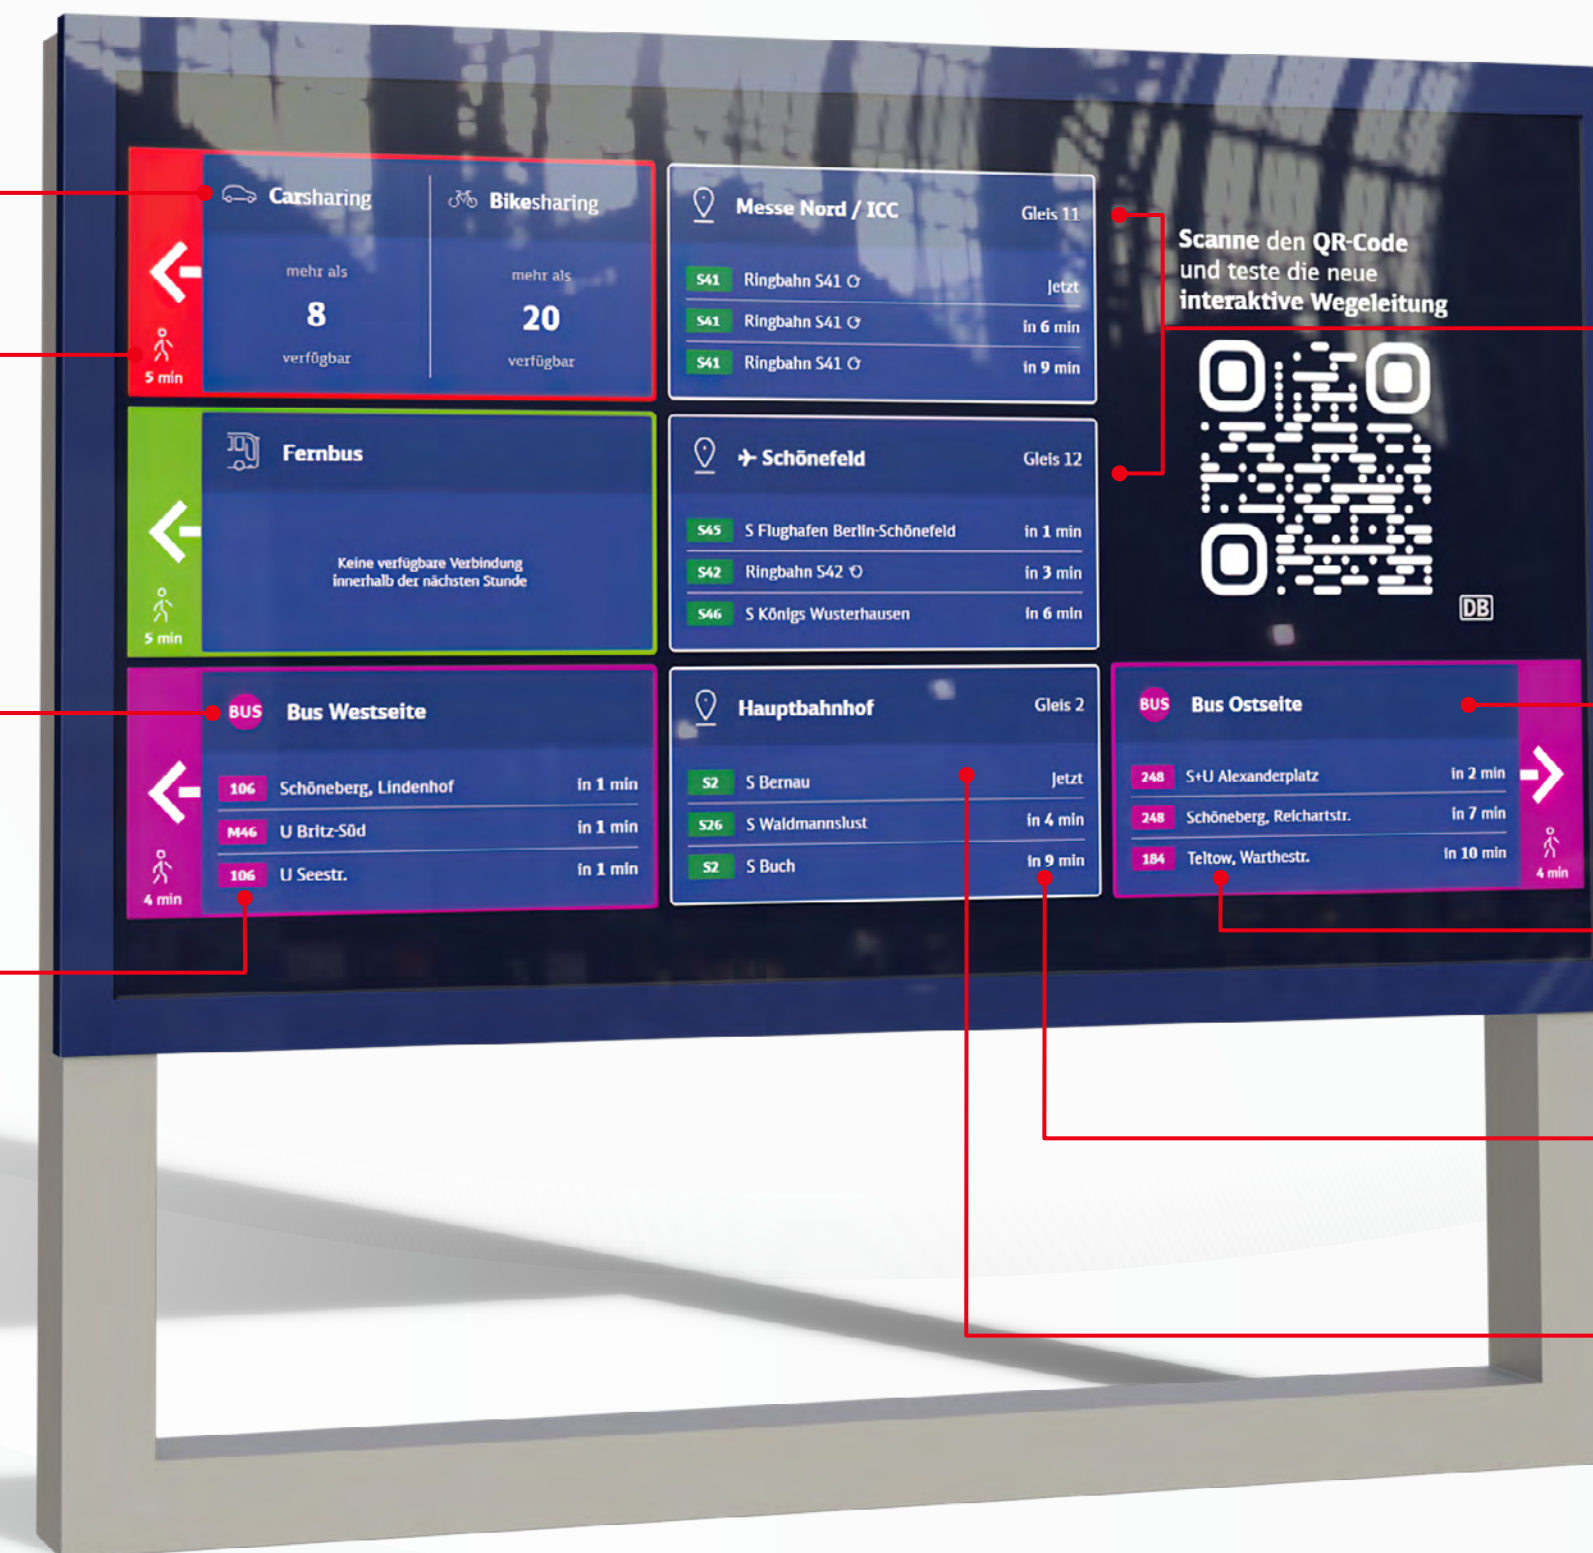 Carsharing
mehr als
8
verfügbar
Bikesharing
mehr als
20
verfügbar
5 min
Fernbus
Keine verfügbare Verbindung
innerhalb der nächsten Stunde
5 min
BUS Bus Westseite
106 Schöneberg, Lindenhof in 1 min
M46 U Britz-Süd in 1 min
106 U Seestr. in 1 min
4 min
Messe Nord / ICC Gleis 11
S41 Ringbahn S41 Jetzt
S41 Ringbahn S41 in 6 min
S41 Ringbahn S41 in 9 min
Schönefeld Gleis 12
S45 S Flughafen Berlin-Schönefeld in 1 min
S42 Ringbahn S42 in 3 min
S46 S Königs Wusterhausen in 6 min
Hauptbahnhof Gleis 2
S2 S Bernau Jetzt
S26 S Waidmannslust in 4 min
S2 S Buch in 9 min
Scanne den QR-Code
und teste die neue
interaktive Wegeleitung
DB
BUS Bus Ostseite
248 S+U Alexanderplatz in 2 min
248 Schöneberg, Reichartstr. in 7 min
184 Teltow, Warthestr. in 10 min
4 min